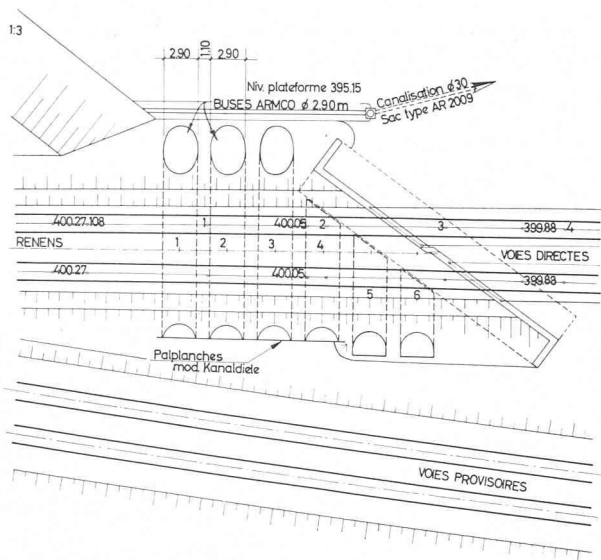 1:3
2.90 1.10 2.90
Niv. plateforme 395.15
BUSES ARMCO ø 2.90 m
Canalisation ø 30
Sac type AR 2009
400.27.108 1 400.05 2 3 399.88 4
RENENS 1 2 3 4 VOIES DIRECTES
400.27 400.05 399.88
5 6
Palplanches
mod. Kanaldiele
VOIES PROVISOIRES